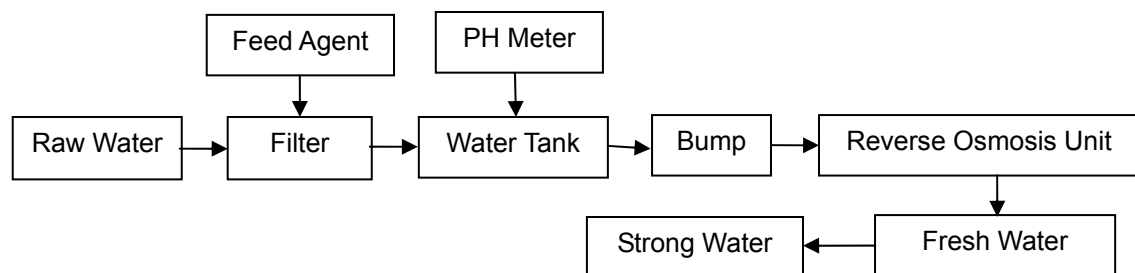 Feed Agent
PH Meter
Raw Water
Filter
Water Tank
Bump
Reverse Osmosis Unit
Strong Water
Fresh Water